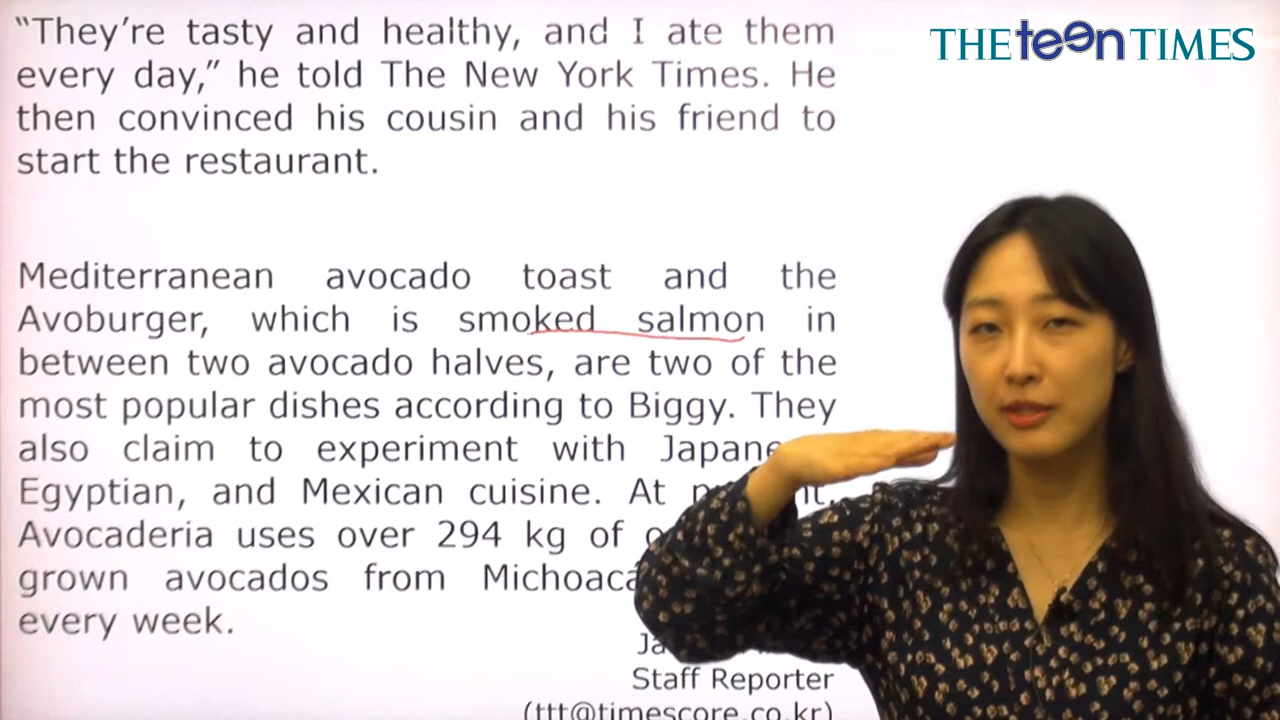 THE teen TIMES
“They’re tasty and healthy, and I ate them
every day,” he told The New York Times. He
then convinced his cousin and his friend to
start the restaurant.
Mediterranean avocado toast and the
Avoburger, which is smoked salmon in
between two avocado halves, are two of the
most popular dishes according to Biggy. They
also claim to experiment with
Egyptian, and Mexican cuisine. At
Avocaderia uses over 294 kg of
grown avocados from
every week.
Staff Reporter
(ttt@timescore.co.kr)